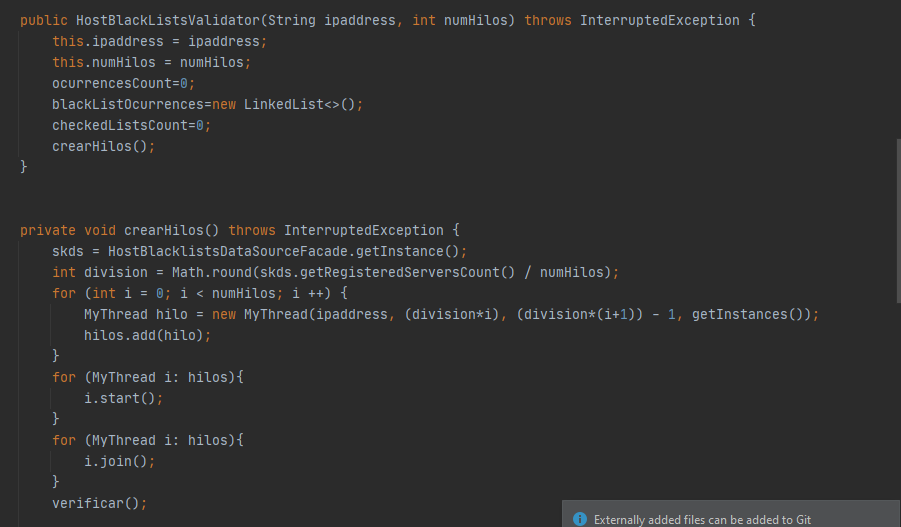 public HostBlackListsValidator(String ipaddress, int numHilos) throws InterruptedException {
    this.ipaddress = ipaddress;
    this.numHilos = numHilos;
    ocurrencesCount=0;
    blackListOcurrences=new LinkedList<>();
    checkedListsCount=0;
    crearHilos();
}
private void crearHilos() throws InterruptedException {
    skds = HostBlacklistsDataSourceFacade.getInstance();
    int division = Math.round(skds.getRegisteredServersCount() / numHilos);
    for (int i = 0; i < numHilos; i ++) {
        MyThread hilo = new MyThread(ipaddress, (division*i), (division*(i+1)) - 1, getInstances());
        hilos.add(hilo);
    }
    for (MyThread i: hilos){
        i.start();
    }
    for (MyThread i: hilos){
        i.join();
    }
    verificar();
Externally added files can be added to Git